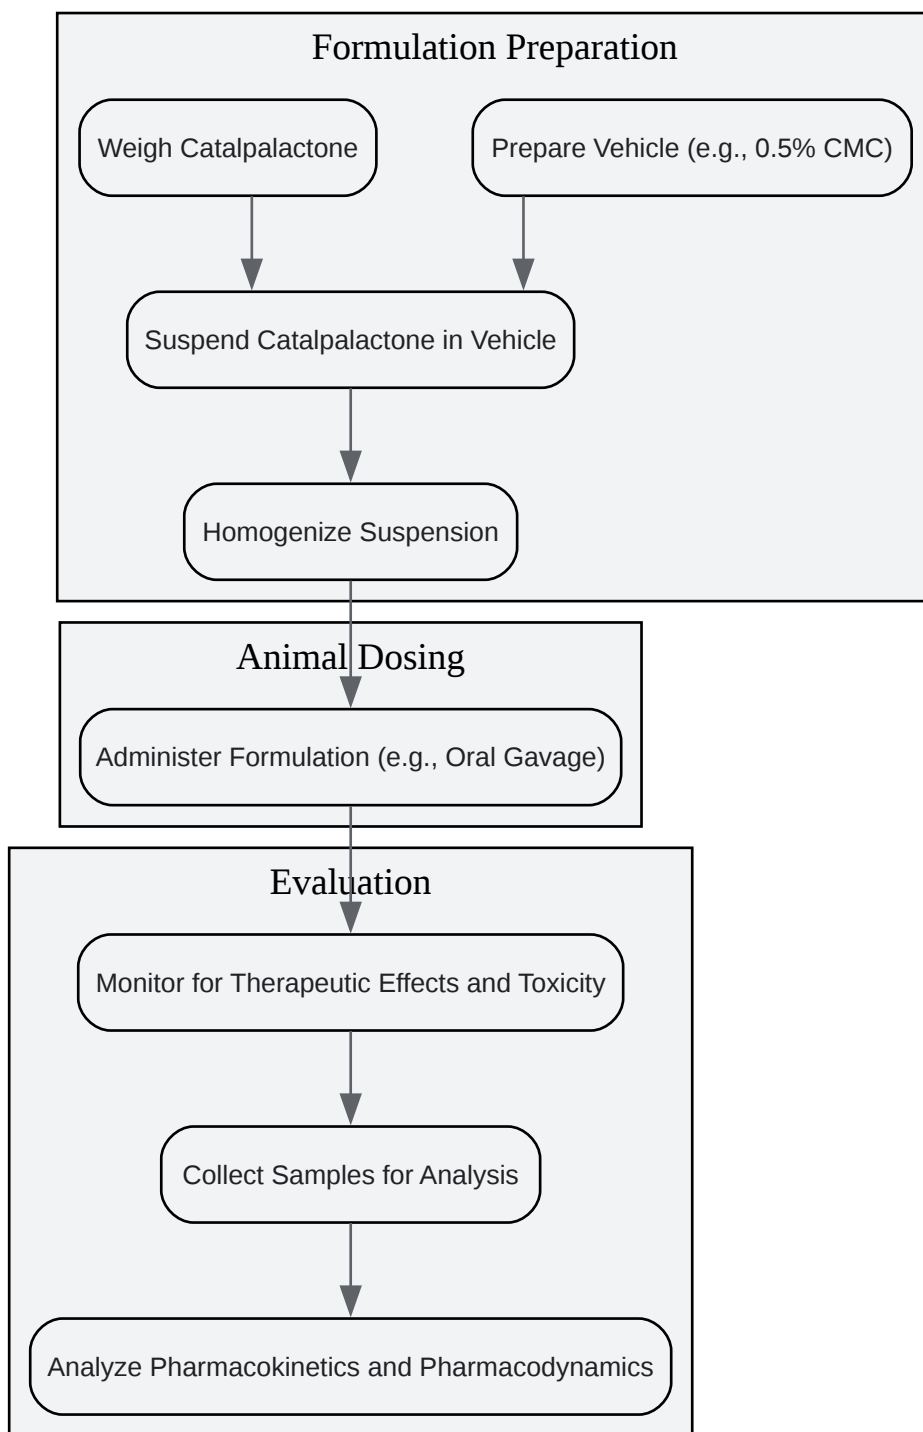 Formulation Preparation
Weigh Catalpalactone
Prepare Vehicle (e.g., 0.5% CMC)
Suspend Catalpalactone in Vehicle
Homogenize Suspension
Animal Dosing
Administer Formulation (e.g., Oral Gavage)
Evaluation
Monitor for Therapeutic Effects and Toxicity
Collect Samples for Analysis
Analyze Pharmacokinetics and Pharmacodynamics